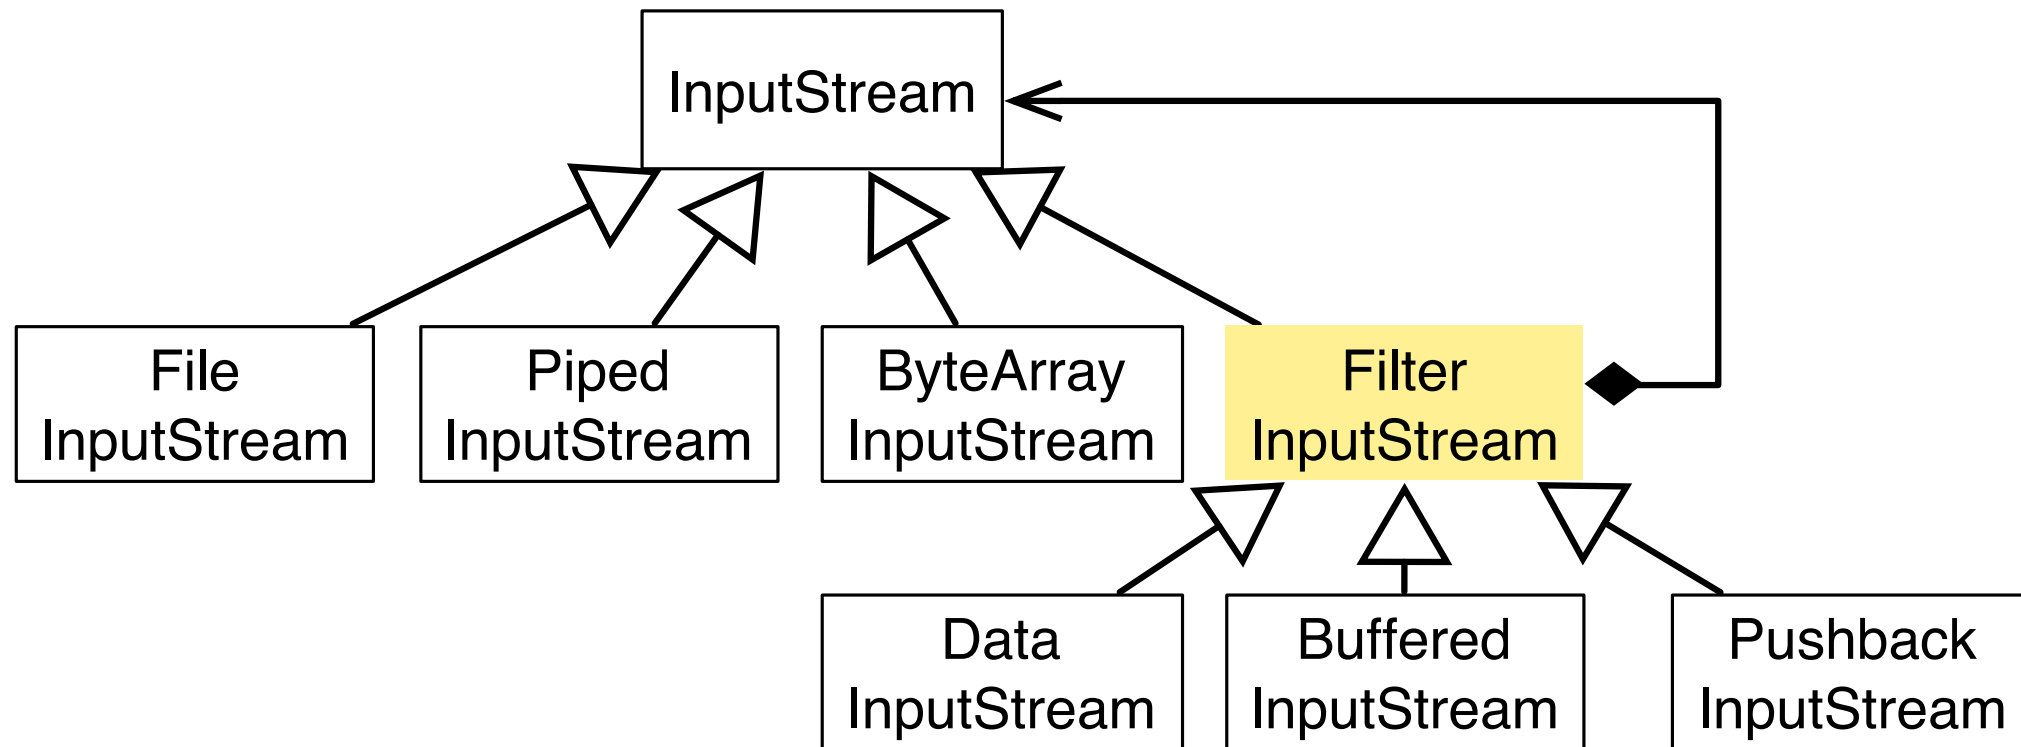 InputStream
File
InputStream
Piped
InputStream
ByteArray
InputStream
Filter
InputStream
Data
InputStream
Buffered
InputStream
Pushback
InputStream